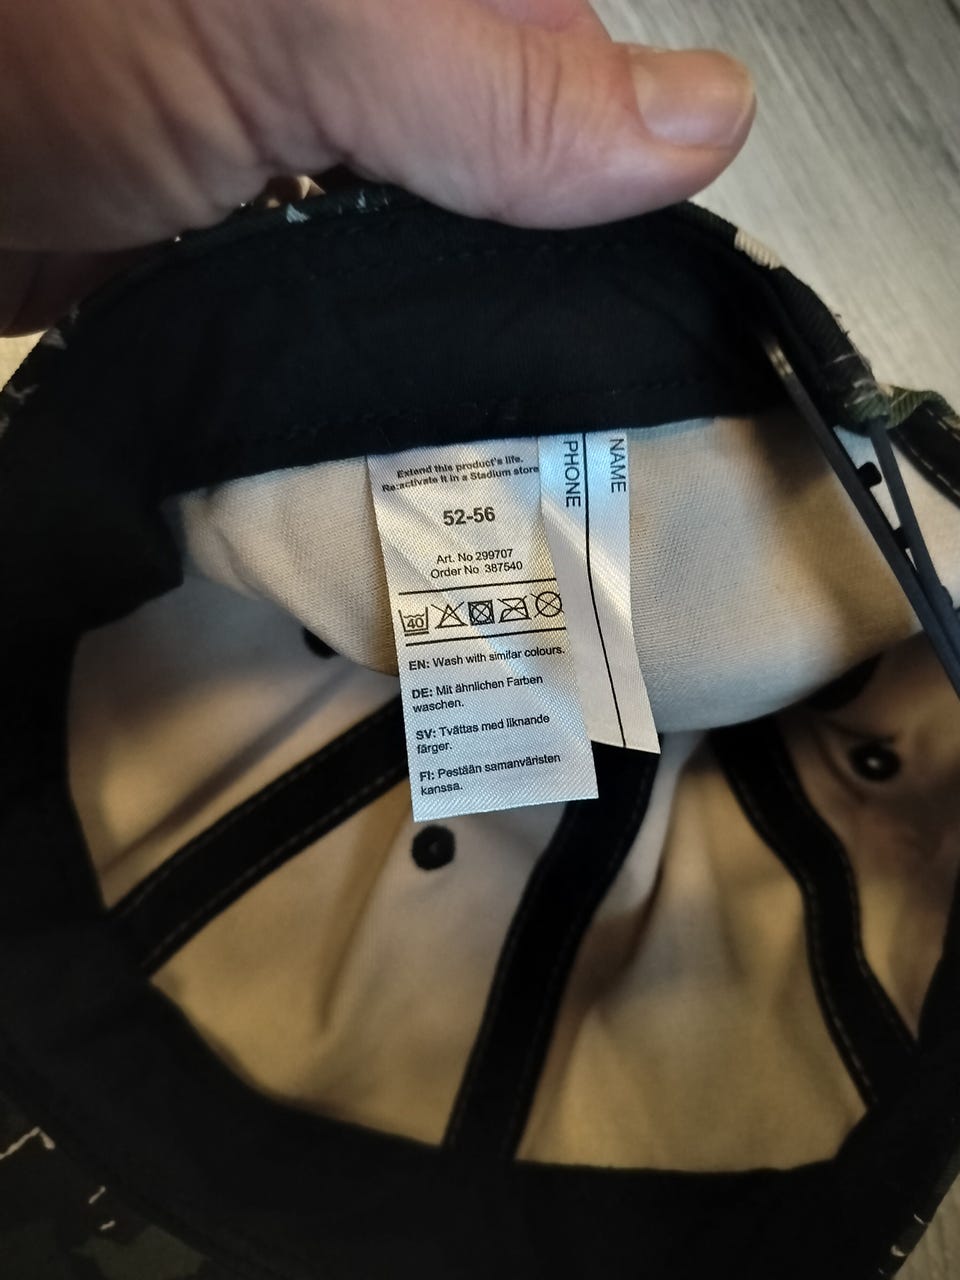 Extend this product's life.
Re:activate it in a Stadium store
52-56
Art. No 299707
Order No 387540
40
EN: Wash with similar colours.
DE: Mit ähnlichen Farben
waschen.
SV: Tvättas med liknande
färger.
FI: Pestään samanväristen
kanssa.
NAME
PHONE